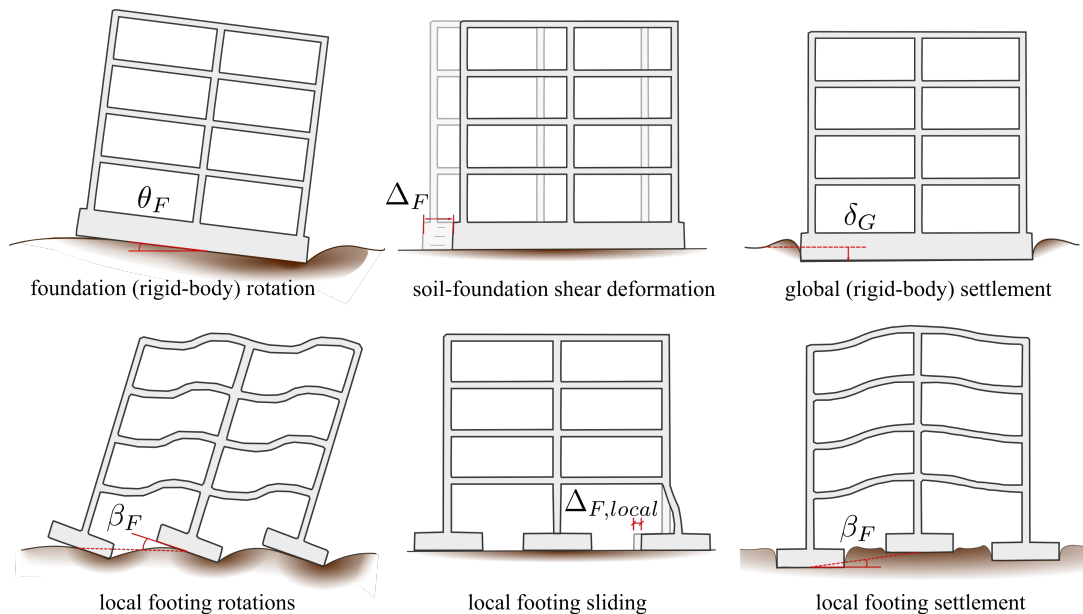 θ_F
Δ_F
δ_G
foundation (rigid-body) rotation
soil-foundation shear deformation
global (rigid-body) settlement
β_F
Δ_{F,local}
β_F
local footing rotations
local footing sliding
local footing settlement